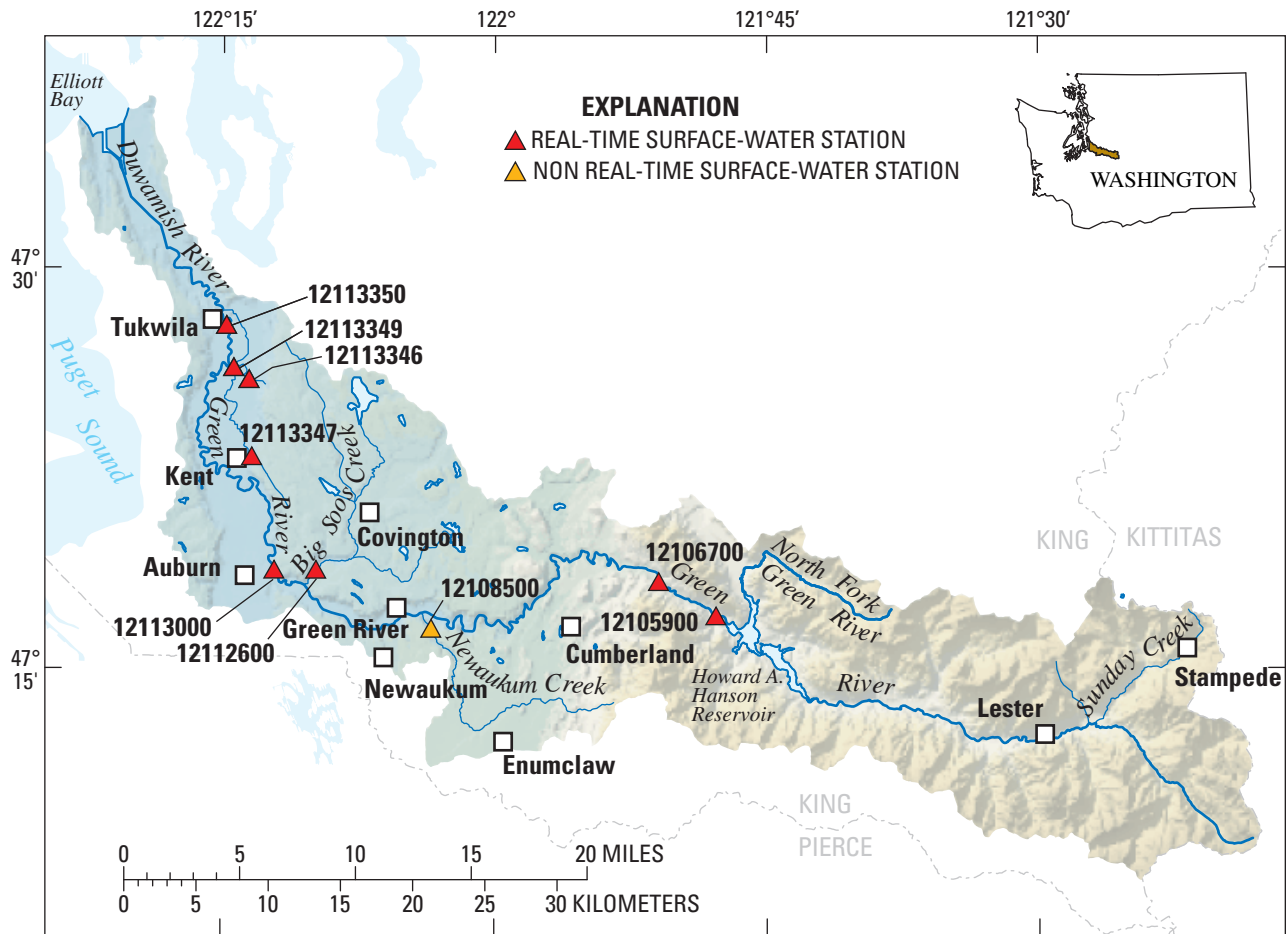 122°15'
122°
121°45'
121°30'
Elliott
Bay
EXPLANATION
REAL-TIME SURFACE-WATER STATION
NON REAL-TIME SURFACE-WATER STATION
WASHINGTON
Duwamish River
47°
30'
12113350
Tukwila
12113349
12113346
Puget Sound
Green River
12113347
Kent
Big Soos Creek
Covington
KING
KITTITAS
Auburn
12106700
North Fork
Green River
12108500
Green River
12113000
Green River
12105900
12112600
Cumberland
47°
15'
Newaukum
Newaukum Creek
Howard A.
Hanson
Reservoir
Sunday Creek
Stampede
Lester
Enumclaw
KING
PIERCE
0 5 10 15 20 MILES
0 5 10 15 20 25 30 KILOMETERS